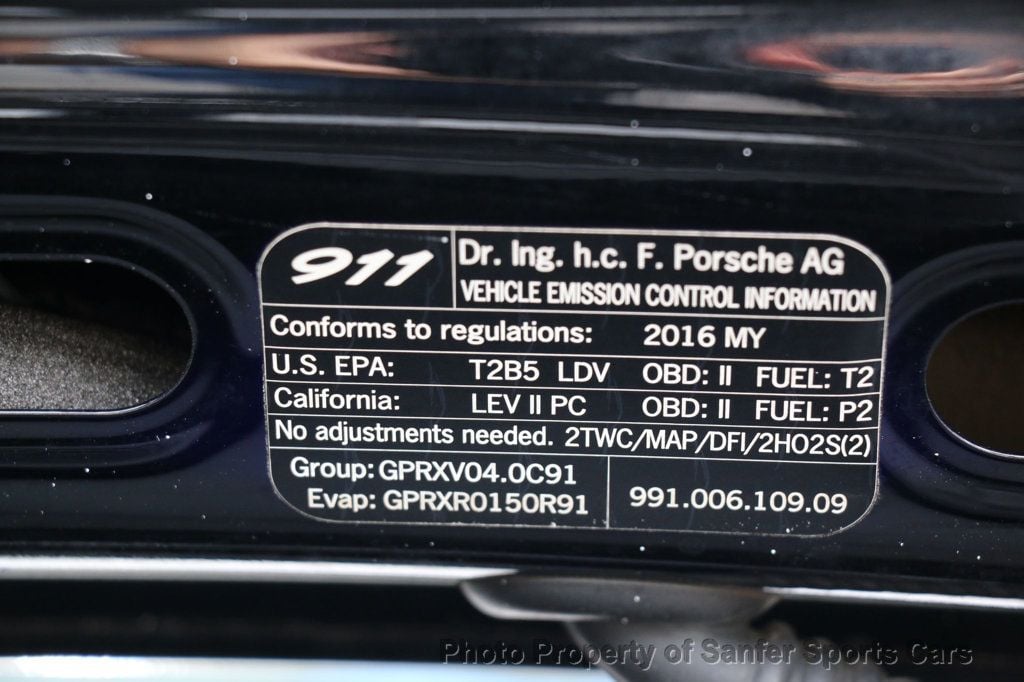 911
Dr. Ing. h.c. F. Porsche AG
VEHICLE EMISSION CONTROL INFORMATION
Conforms to regulations: 2016 MY
U.S. EPA: T2B5 LDV OBD: II FUEL: T2
California: LEV II PC OBD: II FUEL: P2
No adjustments needed. 2TWC/MAP/DFI/2HO2S(2)
Group: GPRXV04.0C91
Evap: GPRXR0150R91
991.006.109.09
Photo Property of Sanfer Sports Cars